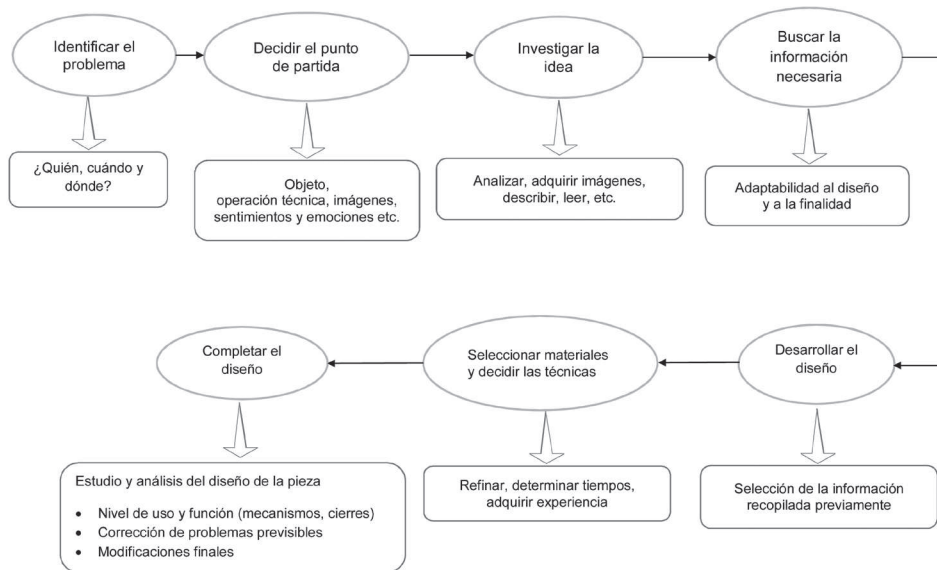 Identificar el
problema
Decidir el punto
de partida
Investigar la
idea
Buscar la
información
necesaria
¿Quién, cuándo y
dónde?
Objeto,
operación técnica, imágenes,
sentimientos y emociones etc.
Analizar, adquirir imágenes,
describir, leer, etc.
Adaptabilidad al diseño
y a la finalidad
Desarrollar el
diseño
Seleccionar materiales
y decidir las técnicas
Completar el
diseño
Selección de la información
recopilada previamente
Refinar, determinar tiempos,
adquirir experiencia
Estudio y análisis del diseño de la pieza
• Nivel de uso y función (mecanismos, cierres)
• Corrección de problemas previsibles
• Modificaciones finales